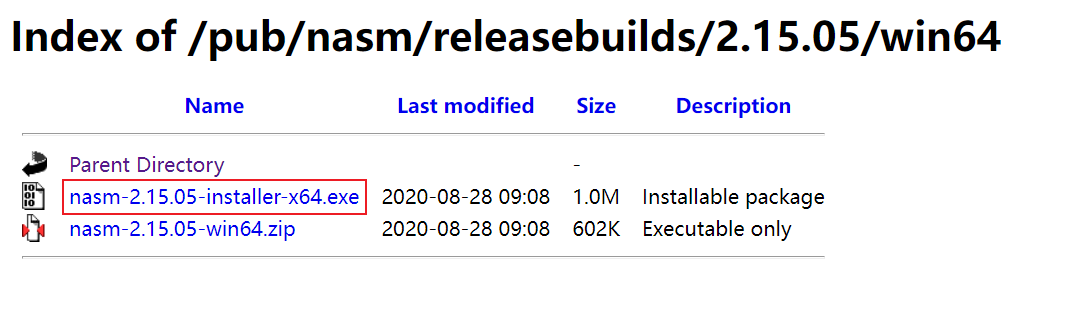 Index of /pub/nasm/releasebuilds/2.15.05/win64
Name Last modified Size Description
Parent Directory -
nasm-2.15.05-installer-x64.exe 2020-08-28 09:08 1.0M Installable package
nasm-2.15.05-win64.zip 2020-08-28 09:08 602K Executable only